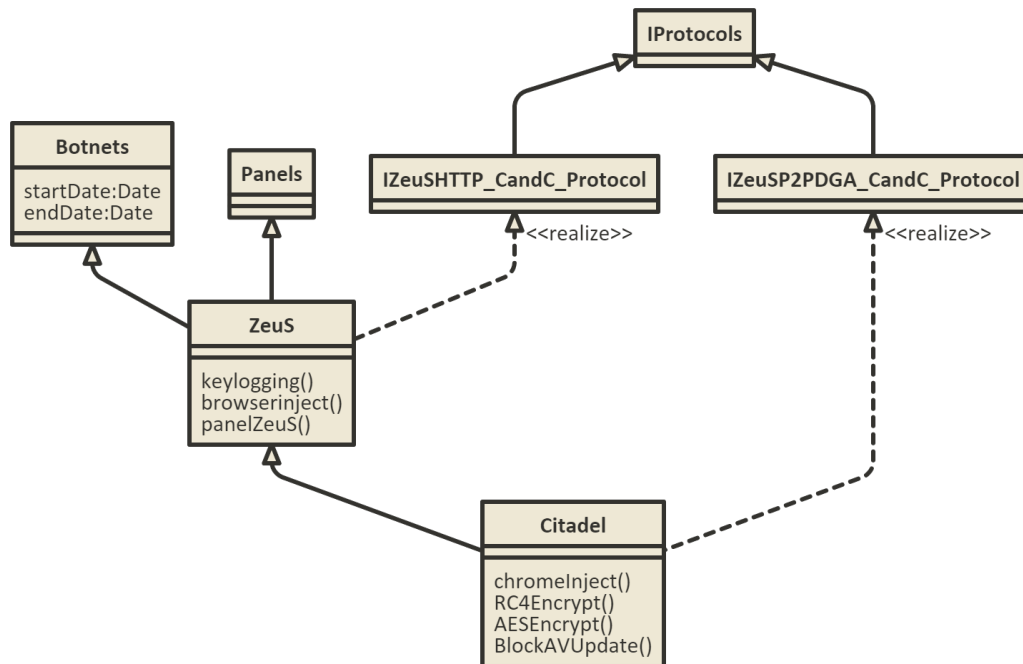 IProtocols
Botnets
startDate:Date
endDate:Date
Panels
IZeuSHTTP_CandC_Protocol
IZeuSP2PDGA_CandC_Protocol
<<realize>>
<<realize>>
ZeuS
keylogging()
browserinject()
panelZeuS()
Citadel
chromeInject()
RC4Encrypt()
AESEncrypt()
BlockAVUpdate()